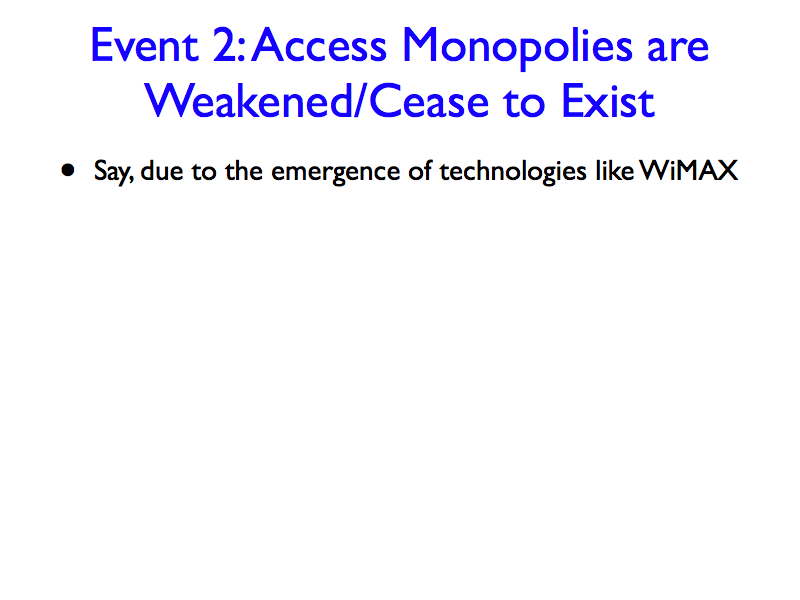 Event 2: Access Monopolies are
Weakened/Cease to Exist
• Say, due to the emergence of technologies like WiMAX